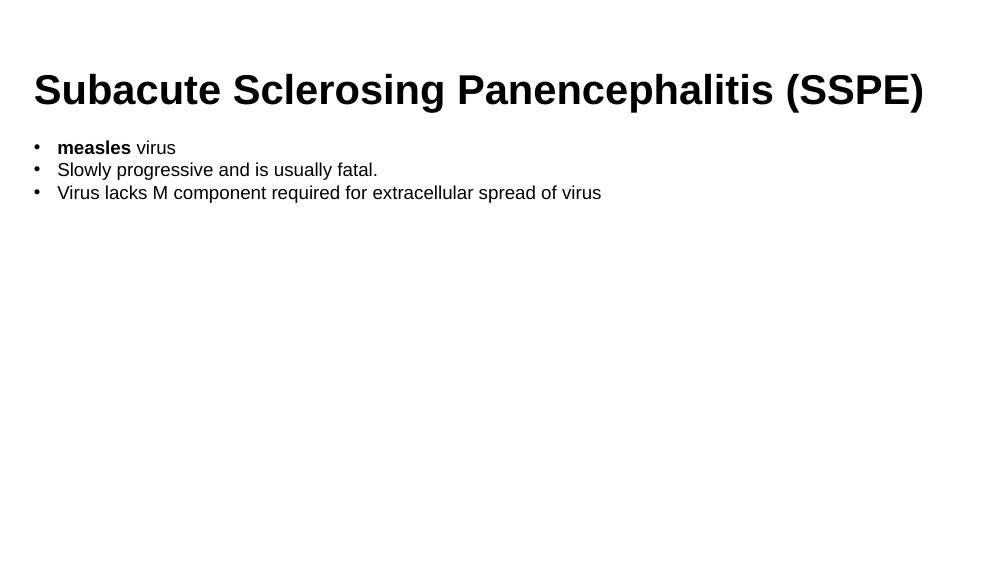 Subacute Sclerosing Panencephalitis (SSPE)
• measles virus
• Slowly progressive and is usually fatal.
• Virus lacks M component required for extracellular spread of virus